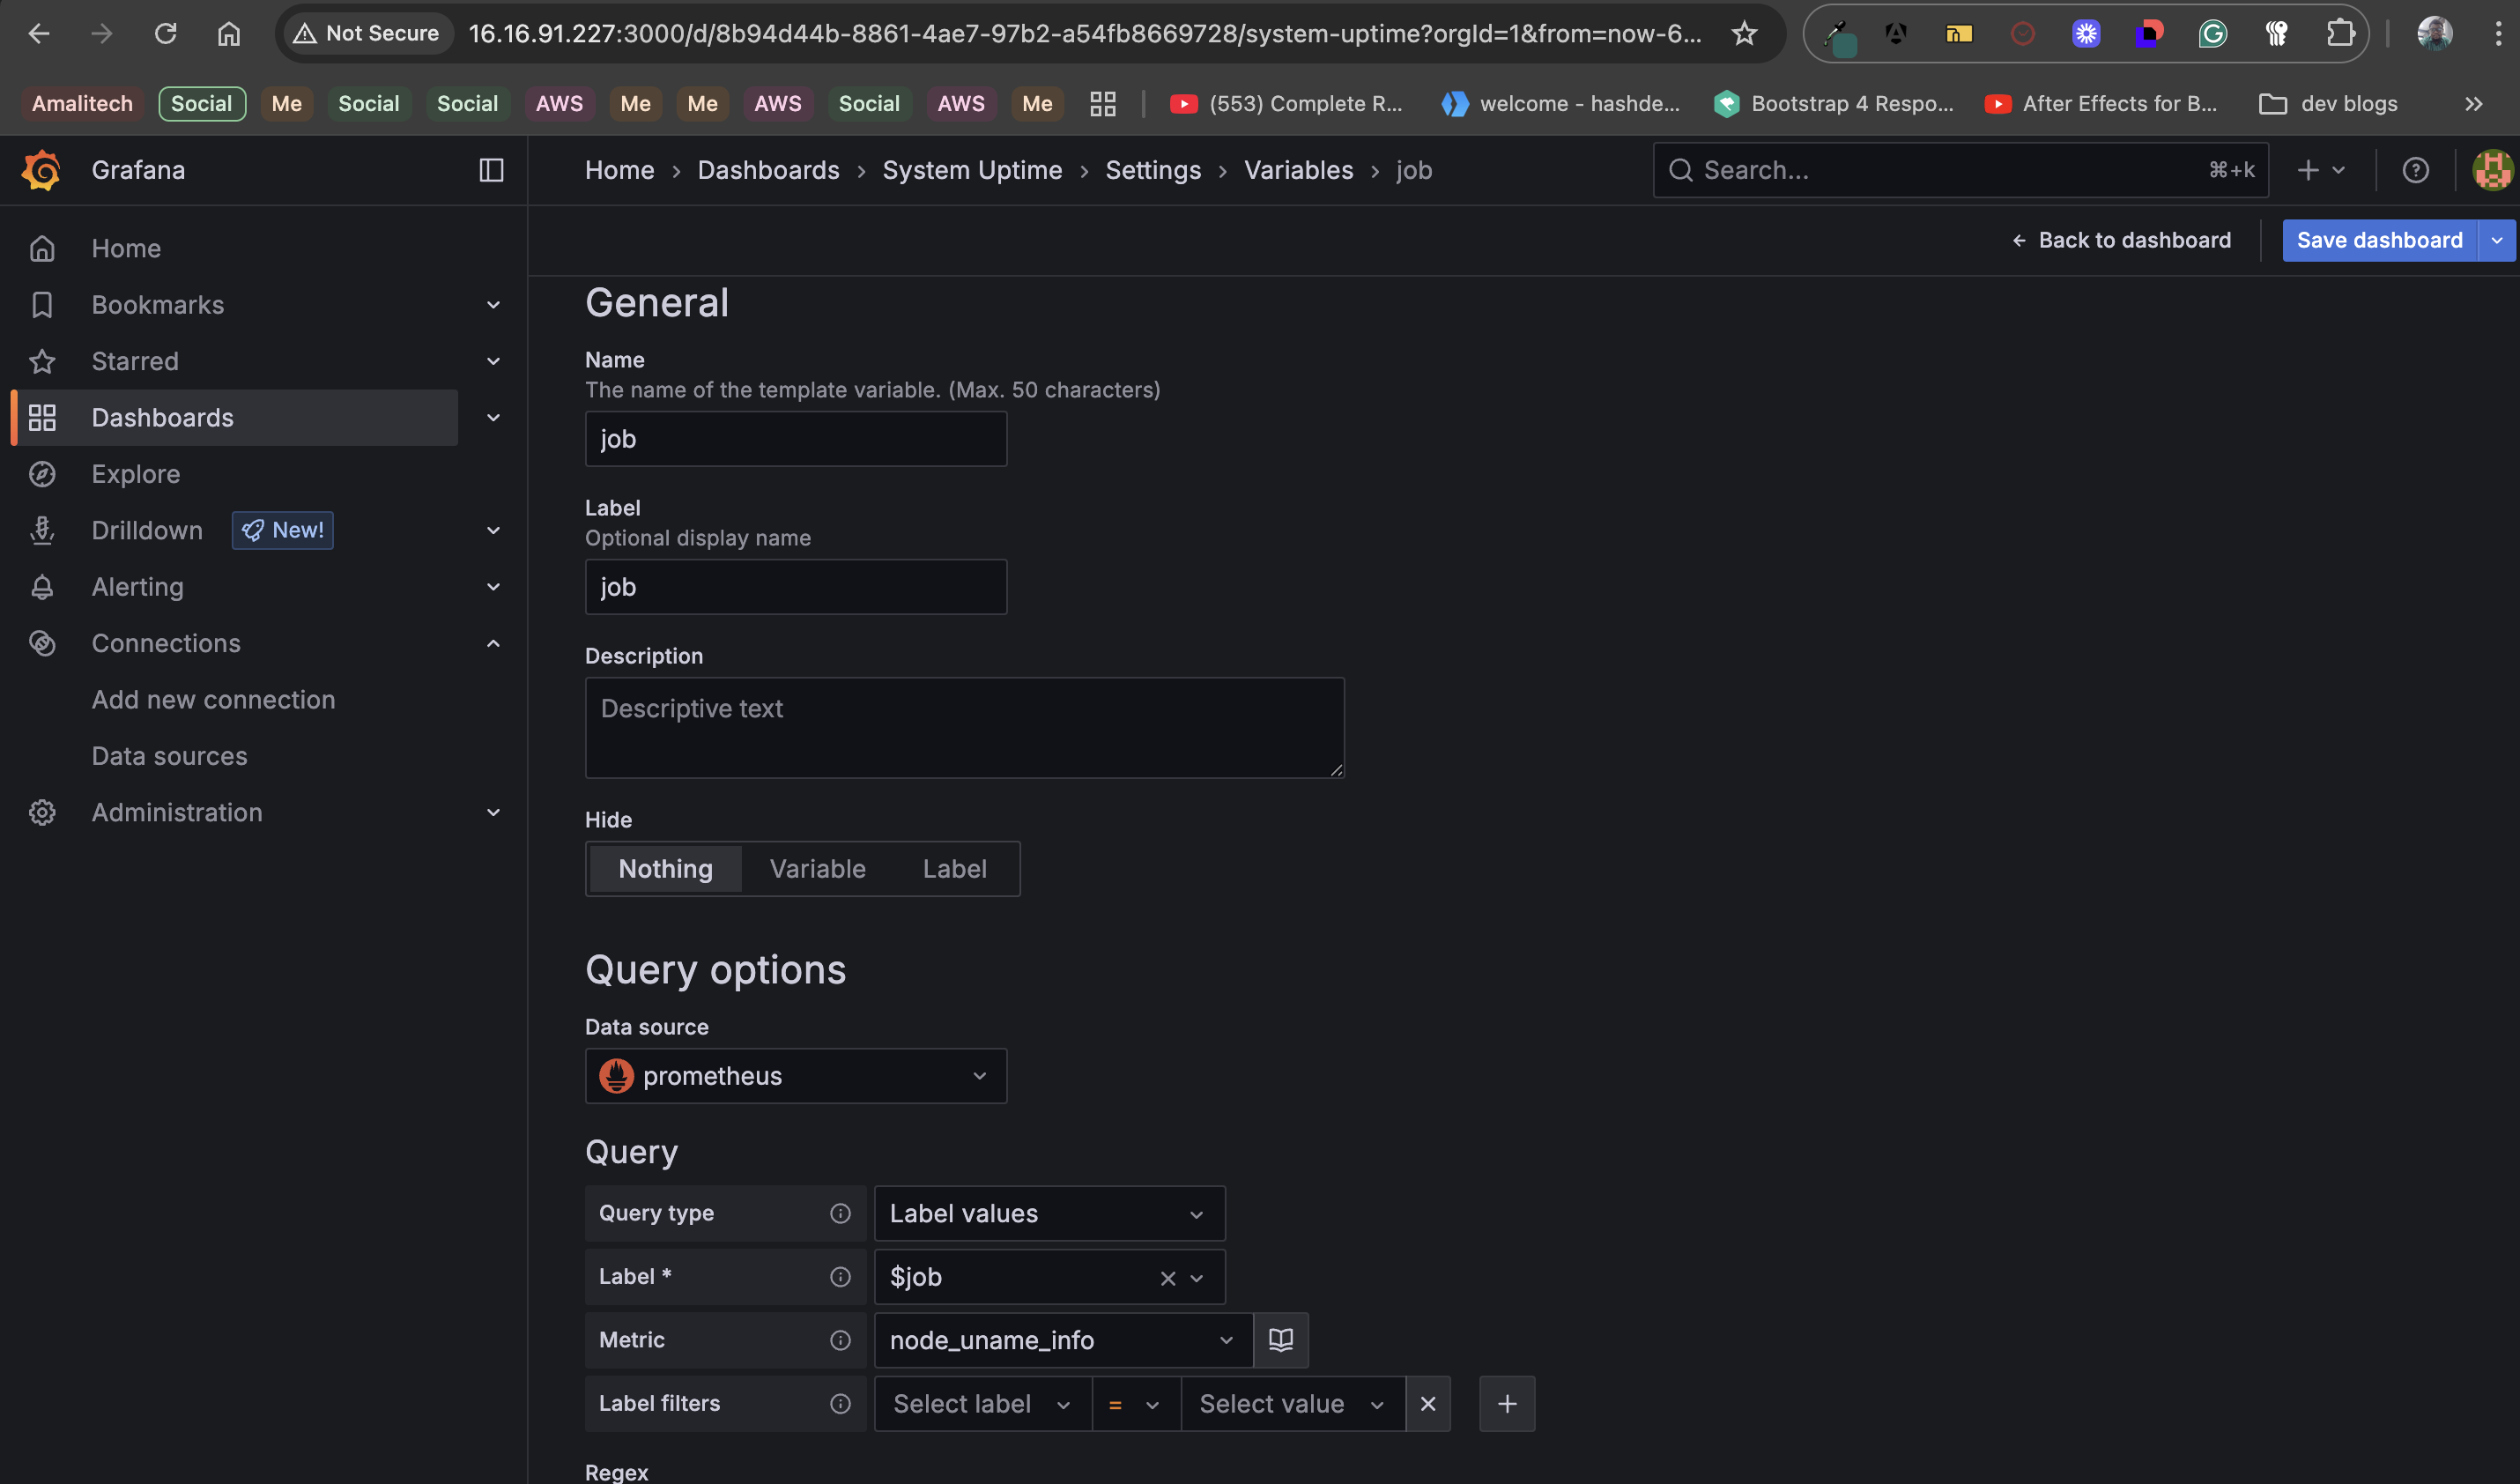 Not Secure 16.16.91.227:3000/d/8b94d44b-8861-4ae7-97b2-a54fb8669728/system-uptime?orgId=1&from=now-6...
Amalitech Social Me Social Social AWS Me Me AWS Social AWS Me (553) Complete R... welcome - hashde... Bootstrap 4 Respo... After Effects for B... dev blogs
Grafana
Home › Dashboards › System Uptime › Settings › Variables › job
Search... ⌘+k
Back to dashboard
Save dashboard
Home
Bookmarks
Starred
Dashboards
Explore
Drilldown New!
Alerting
Connections
Add new connection
Data sources
Administration
General
Name
The name of the template variable. (Max. 50 characters)
job
Label
Optional display name
job
Description
Descriptive text
Hide
Nothing Variable Label
Query options
Data source
prometheus
Query
Query type Label values
Label * $job
Metric node_uname_info
Label filters Select label = Select value
Regex